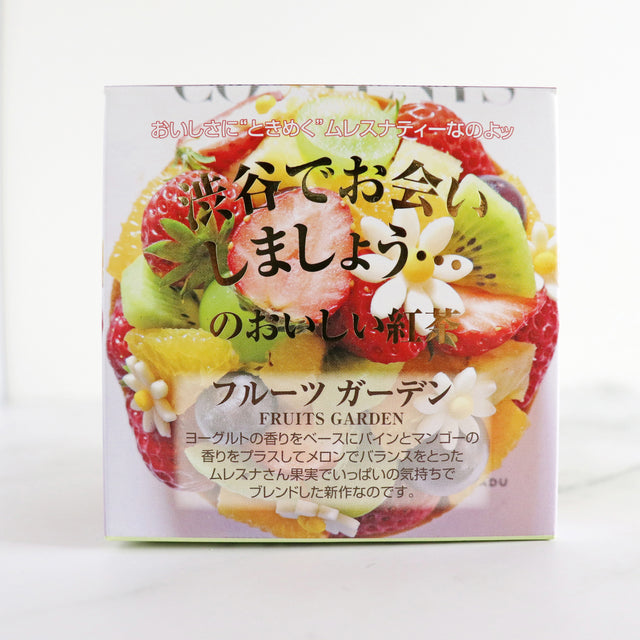 おいしさに"ときめく"ムレスナティーなのよッ
渋谷でお会い
しましょう…
のおいしい紅茶
フルーツ ガーデン
FRUITS GARDEN
ヨーグルトの香りをベースにパインとマンゴーの
香りをプラスしてメロンでバランスをとった
ムレスナさん果実でいっぱいの気持ちで
ブレンドした新作なのです。